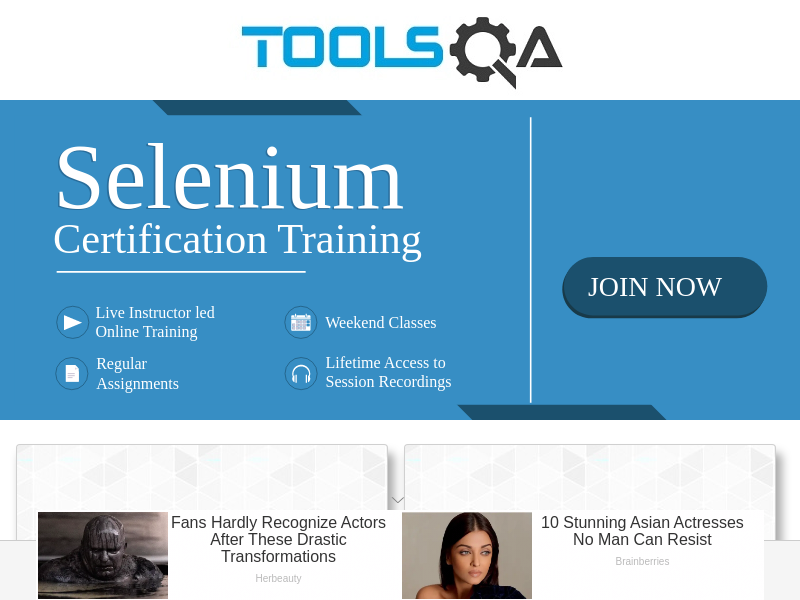 TOOLSQA
Selenium
Certification Training
JOIN NOW
Live Instructor led
Online Training
Weekend Classes
Regular
Assignments
Lifetime Access to
Session Recordings
Fans Hardly Recognize Actors
After These Drastic
Transformations
Herbeauty
10 Stunning Asian Actresses
No Man Can Resist
Brainberries